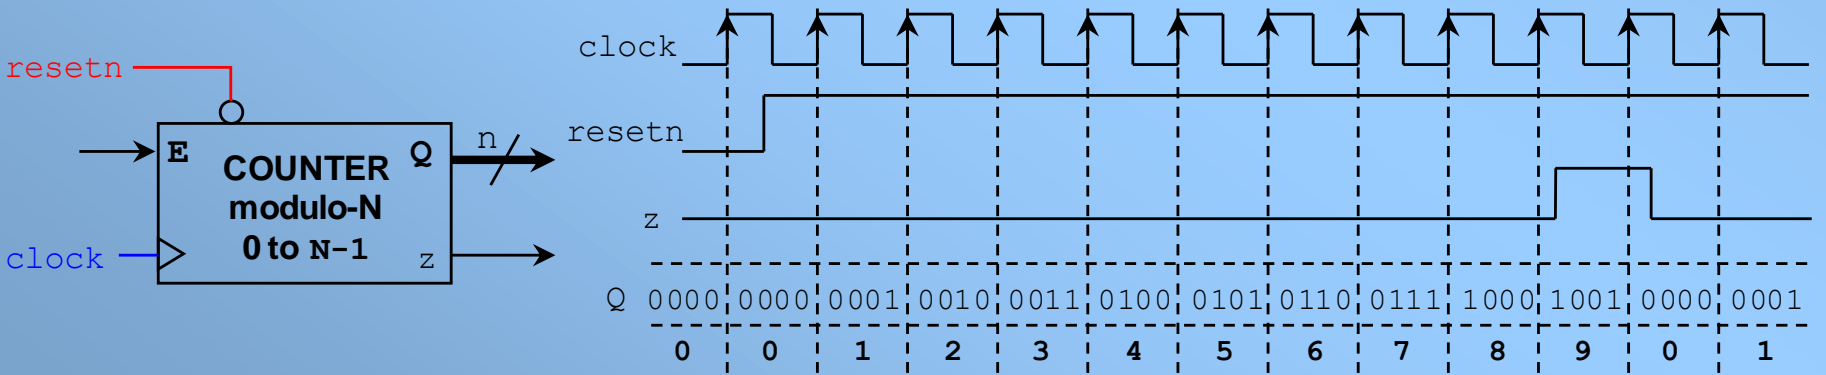 resetn
E
COUNTER
modulo-N
0 to N-1
Q
n
clock
z
clock
resetn
z
Q 0000 0000 0001 0010 0011 0100 0101 0110 0111 1000 1001 0000 0001
0 0 1 2 3 4 5 6 7 8 9 0 1